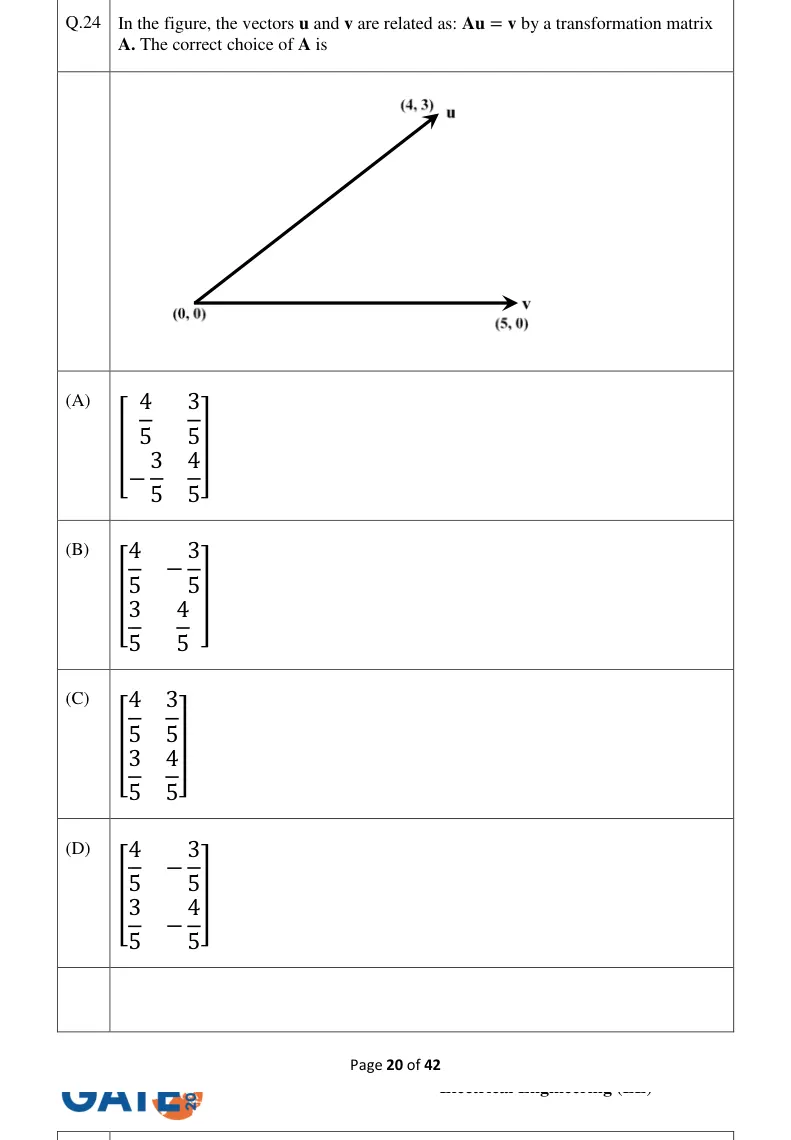 Q.24 In the figure, the vectors u and v are related as: Au = v by a transformation matrix
A. The correct choice of A is
(4, 3) u
(0, 0)
v
(5, 0)
(A)
4 3
5 5
−3 4
5 5
(B)
4 −3
5 5
3 4
5 5
(C)
4 3
5 5
3 4
5 5
(D)
4 −3
5 5
3 −4
5 5
Page 20 of 42
GATE 20